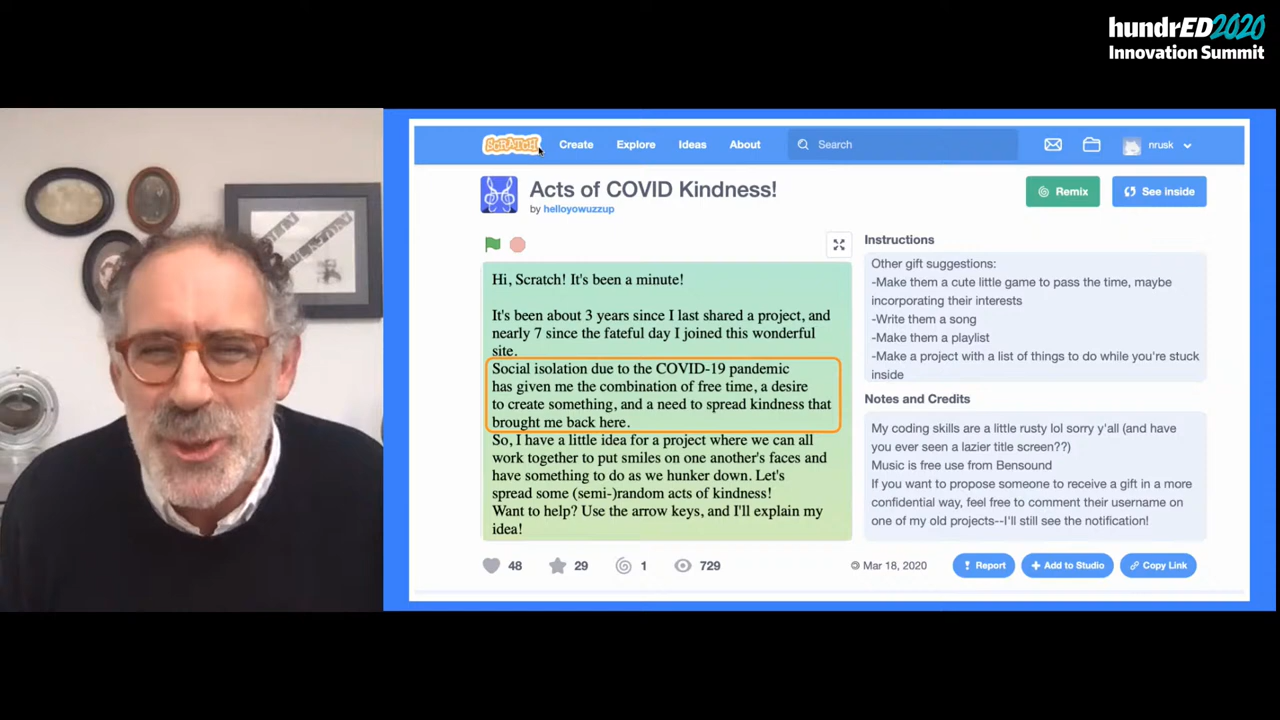 hundrED2020
Innovation Summit
SCRATCH
Create
Explore
Ideas
About
Search
nrusk
Acts of COVID Kindness!
by helloyowuzzup
Remix
See inside
Hi, Scratch! It's been a minute!
It's been about 3 years since I last shared a project, and
nearly 7 since the fateful day I joined this wonderful
site.
Social isolation due to the COVID-19 pandemic
has given me the combination of free time, a desire
to create something, and a need to spread kindness that
brought me back here.
So, I have a little idea for a project where we can all
work together to put smiles on one another's faces and
have something to do as we hunker down. Let's
spread some (semi-)random acts of kindness!
Want to help? Use the arrow keys, and I'll explain my
idea!
Instructions
Other gift suggestions:
-Make them a cute little game to pass the time, maybe
incorporating their interests
-Write them a song
-Make them a playlist
-Make a project with a list of things to do while you're stuck
inside
Notes and Credits
My coding skills are a little rusty lol sorry y'all (and have
you ever seen a lazier title screen??)
Music is free use from Bensound
If you want to propose someone to receive a gift in a more
confidential way, feel free to comment their username on
one of my old projects--I'll still see the notification!
48
29
1
729
© Mar 18, 2020
Report
Add to Studio
Copy Link